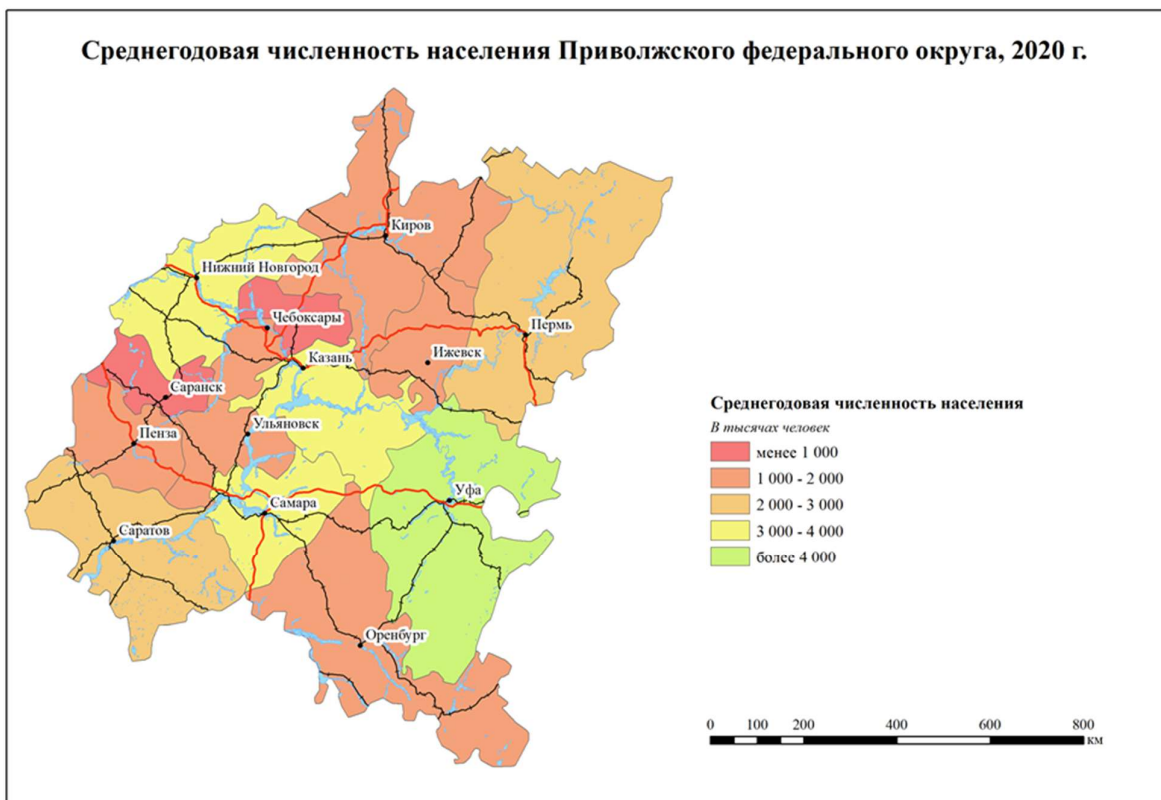 Среднегодовая численность населения Приволжского федерального округа, 2020 г.
Киров
Нижний Новгород
Чебоксары
Пермь
Казань
Ижевск
Саранск
Ульяновск
Пенза
Уфа
Самара
Саратов
Оренбург
Среднегодовая численность населения
В тысячах человек
менее 1 000
1 000 - 2 000
2 000 - 3 000
3 000 - 4 000
более 4 000
0 100 200 400 600 800
км